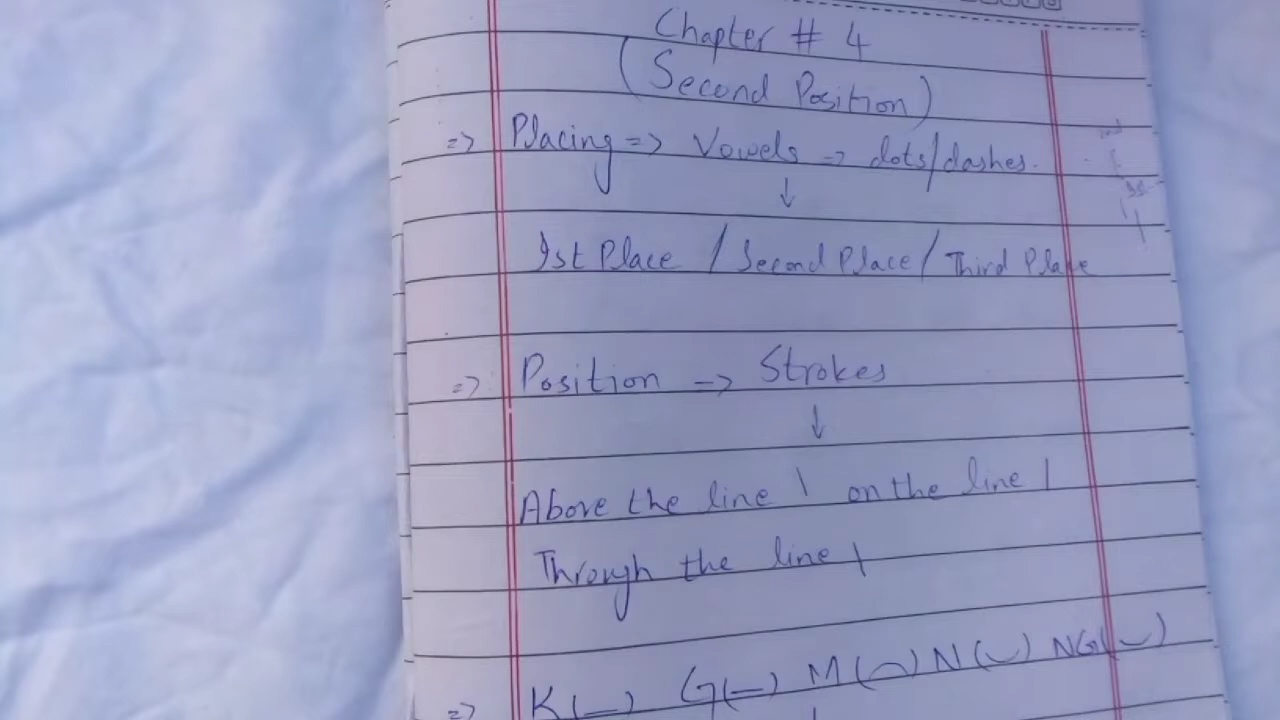 Chapter # 4
(Second Position)
=> Placing => Vowels -> dots/dashes.
↓
1st Place / Second Place / Third Place
=> Position -> Strokes
↓
Above the line \ on the line |
Through the line \
=> K(—) G(—) M(⌒) N(‿) NG(‿)